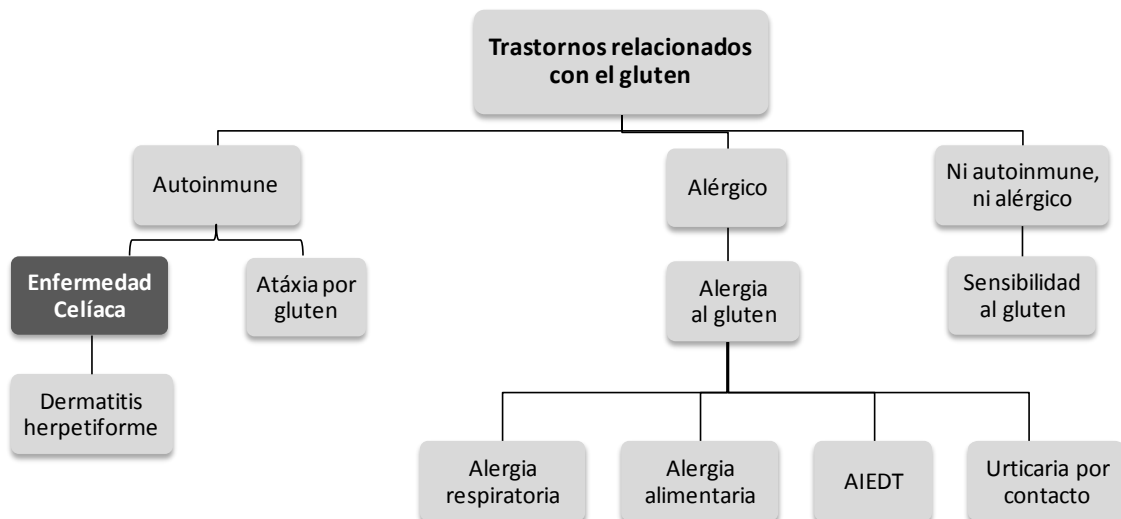 Trastornos relacionados
con el gluten
Autoinmune
Alérgico
Ni autoinmune,
ni alérgico
Enfermedad
Celíaca
Atáxia por
gluten
Alergia
al gluten
Sensibilidad
al gluten
Dermatitis
herpetiforme
Alergia
respiratoria
Alergia
alimentaria
AIEDT
Urticaria por
contacto